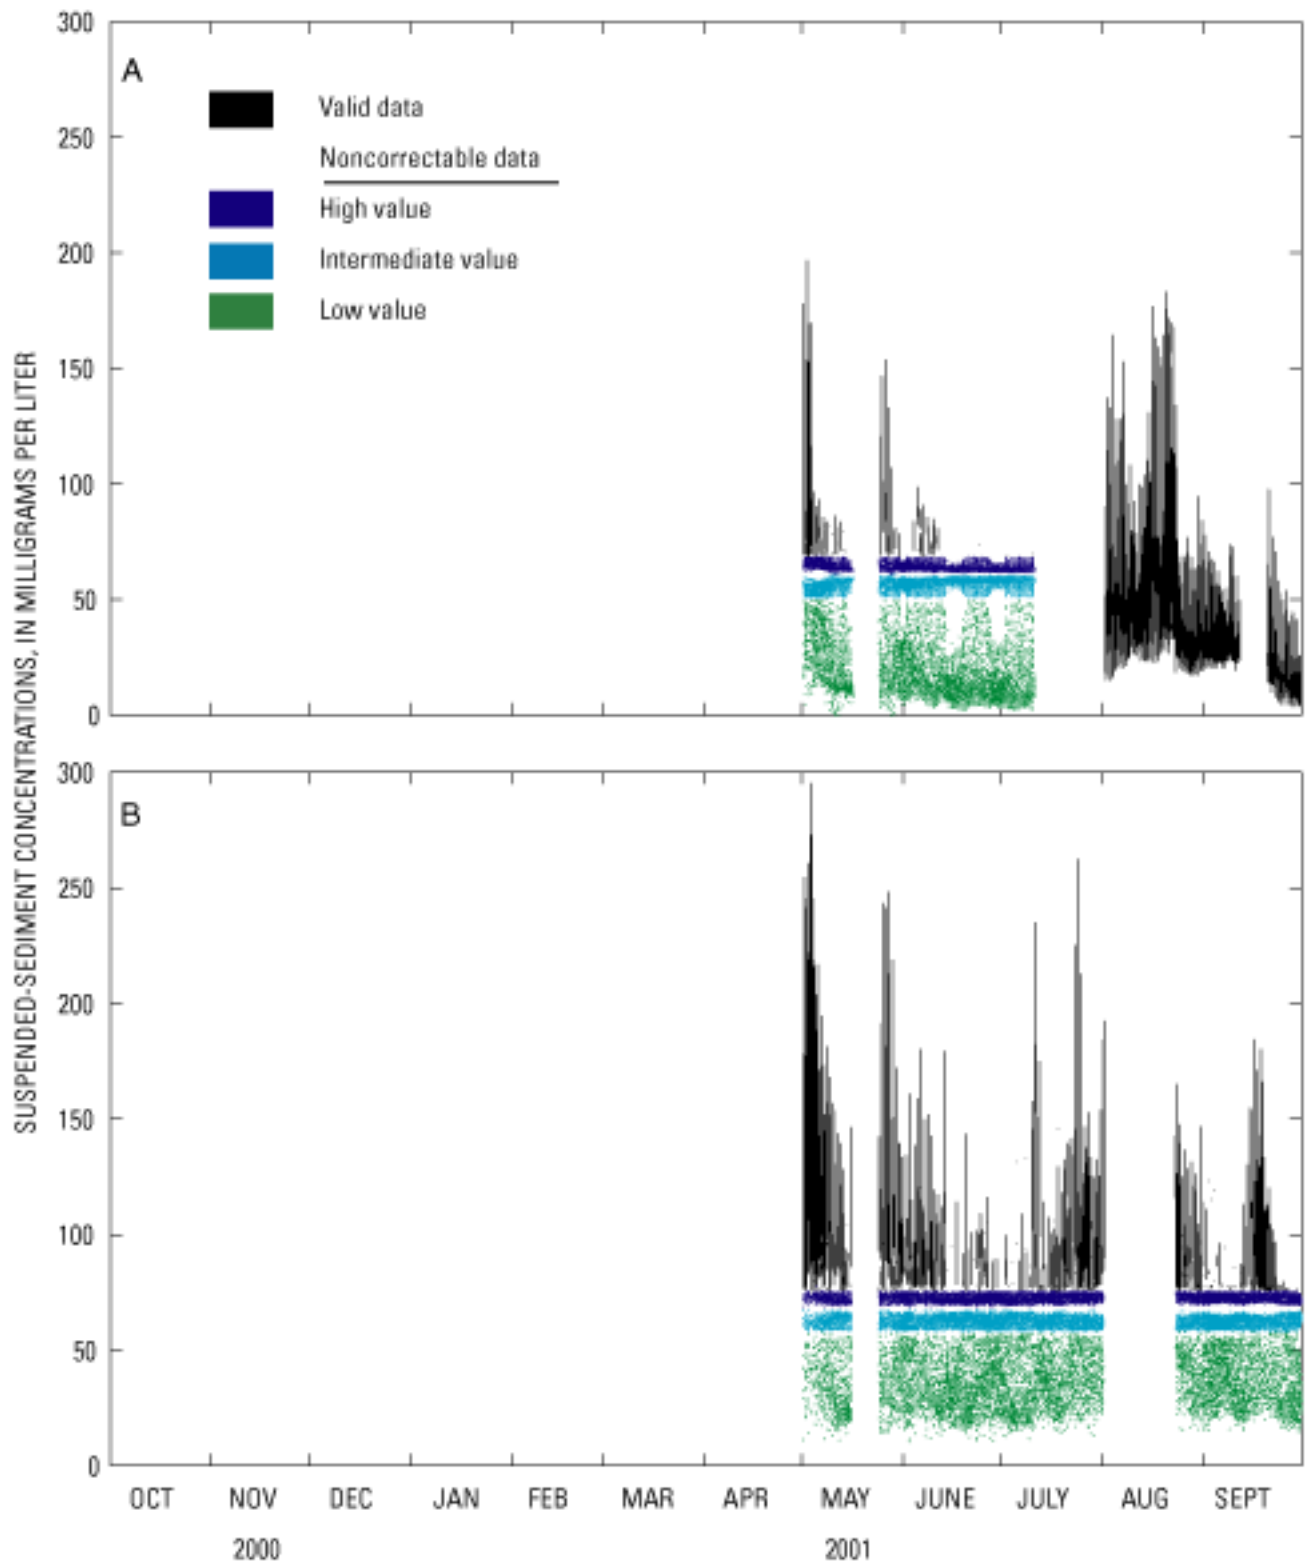 SUSPENDED-SEDIMENT CONCENTRATIONS, IN MILLIGRAMS PER LITER
300
250
200
150
100
50
0
A
Valid data
Noncorrectable data
High value
Intermediate value
Low value
300
250
200
150
100
50
0
B
OCT NOV DEC JAN FEB MAR APR MAY JUNE JULY AUG SEPT
2000 2001